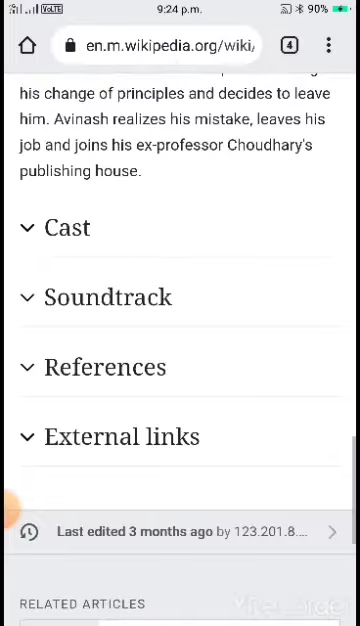 VoLTE 9:24 p.m. 90%
en.m.wikipedia.org/wiki, 4
his change of principles and decides to leave
him. Avinash realizes his mistake, leaves his
job and joins his ex-professor Choudhary's
publishing house.
Cast
Soundtrack
References
External links
Last edited 3 months ago by 123.201.8....
RELATED ARTICLES